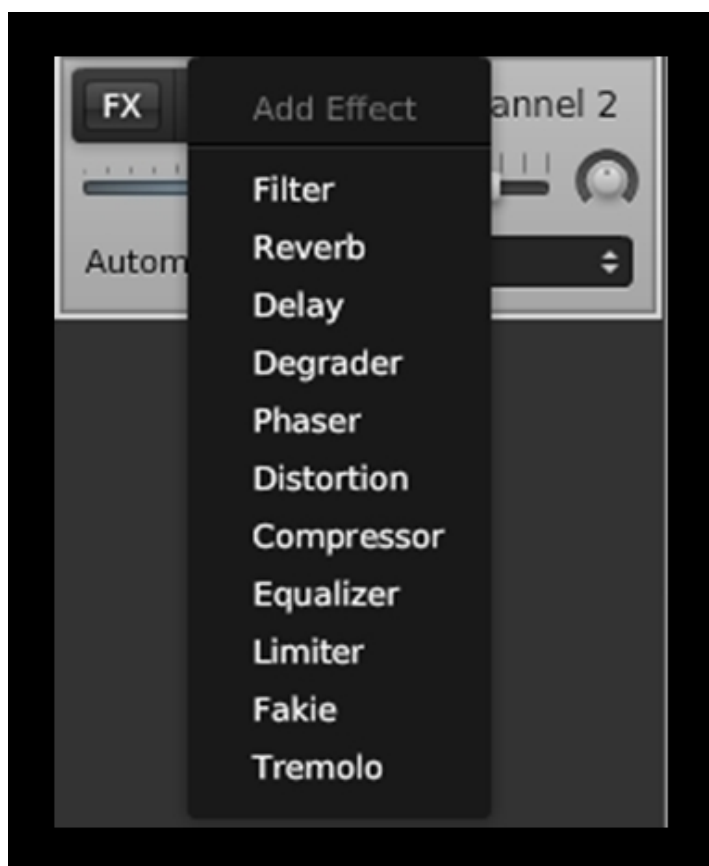 FX
Add Effect
annel 2
Filter
Autom
Reverb
Delay
Degrader
Phaser
Distortion
Compressor
Equalizer
Limiter
Fakie
Tremolo